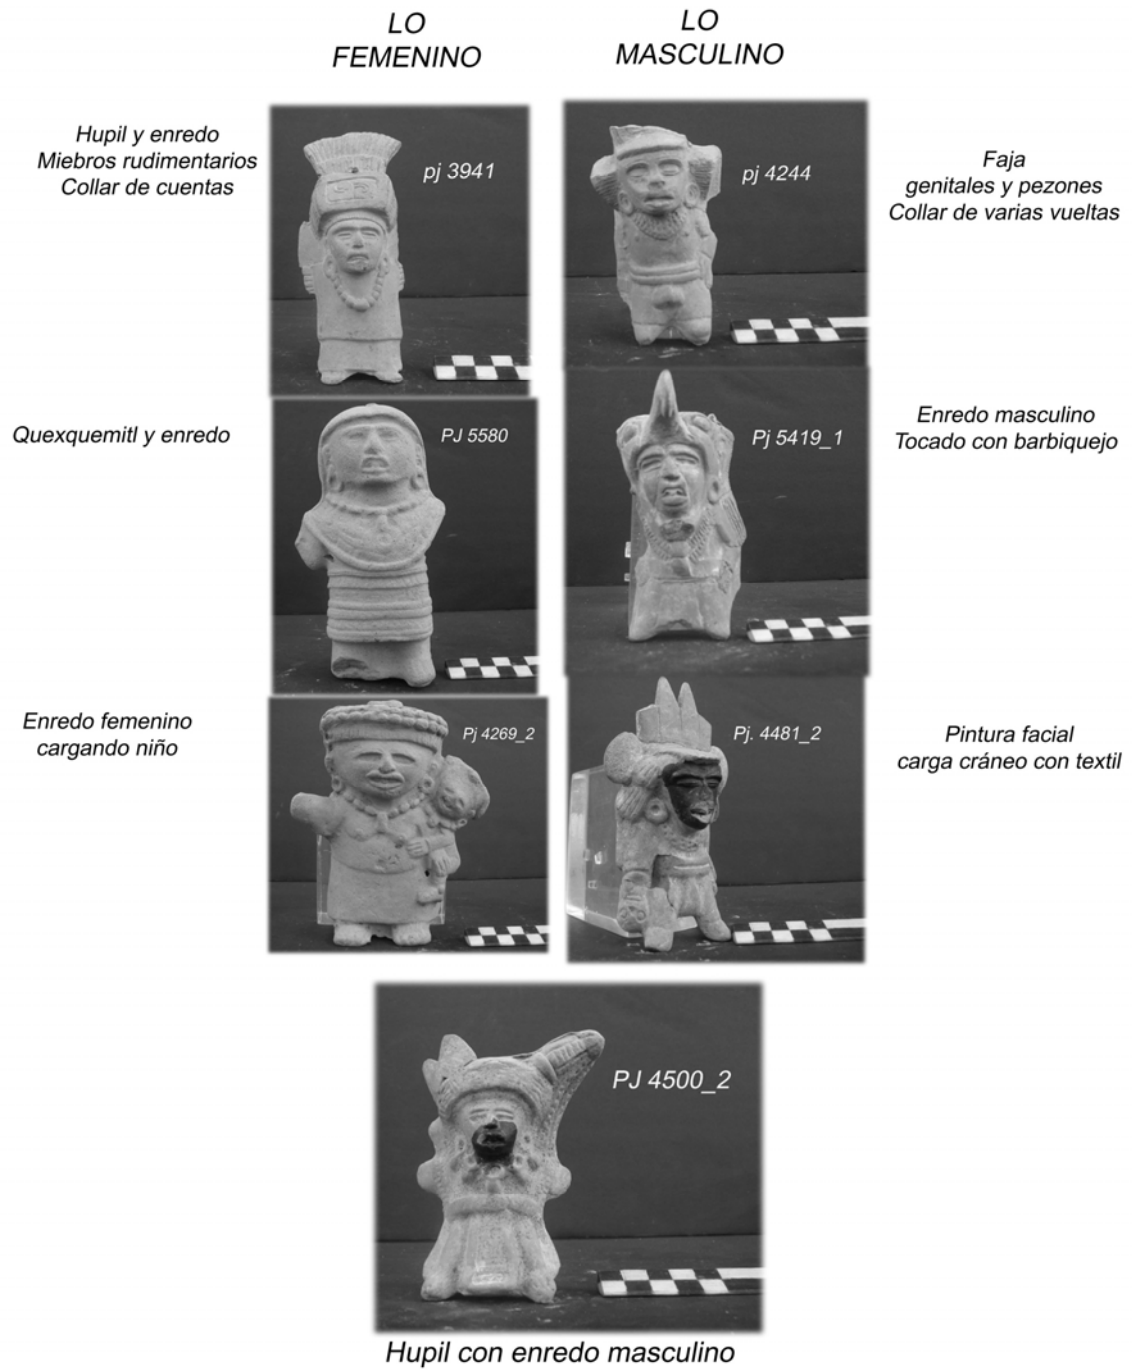 LO
FEMENINO
LO
MASCULINO
Hupil y enredo
Miebros rudimentarios
Collar de cuentas
pj 3941
pj 4244
Faja
genitales y pezones
Collar de varias vueltas
Quexquemitl y enredo
PJ 5580
Pj 5419_1
Enredo masculino
Tocado con barbiquejo
Enredo femenino
cargando niño
Pj 4269_2
Pj. 4481_2
Pintura facial
carga cráneo con textil
PJ 4500_2
Hupil con enredo masculino